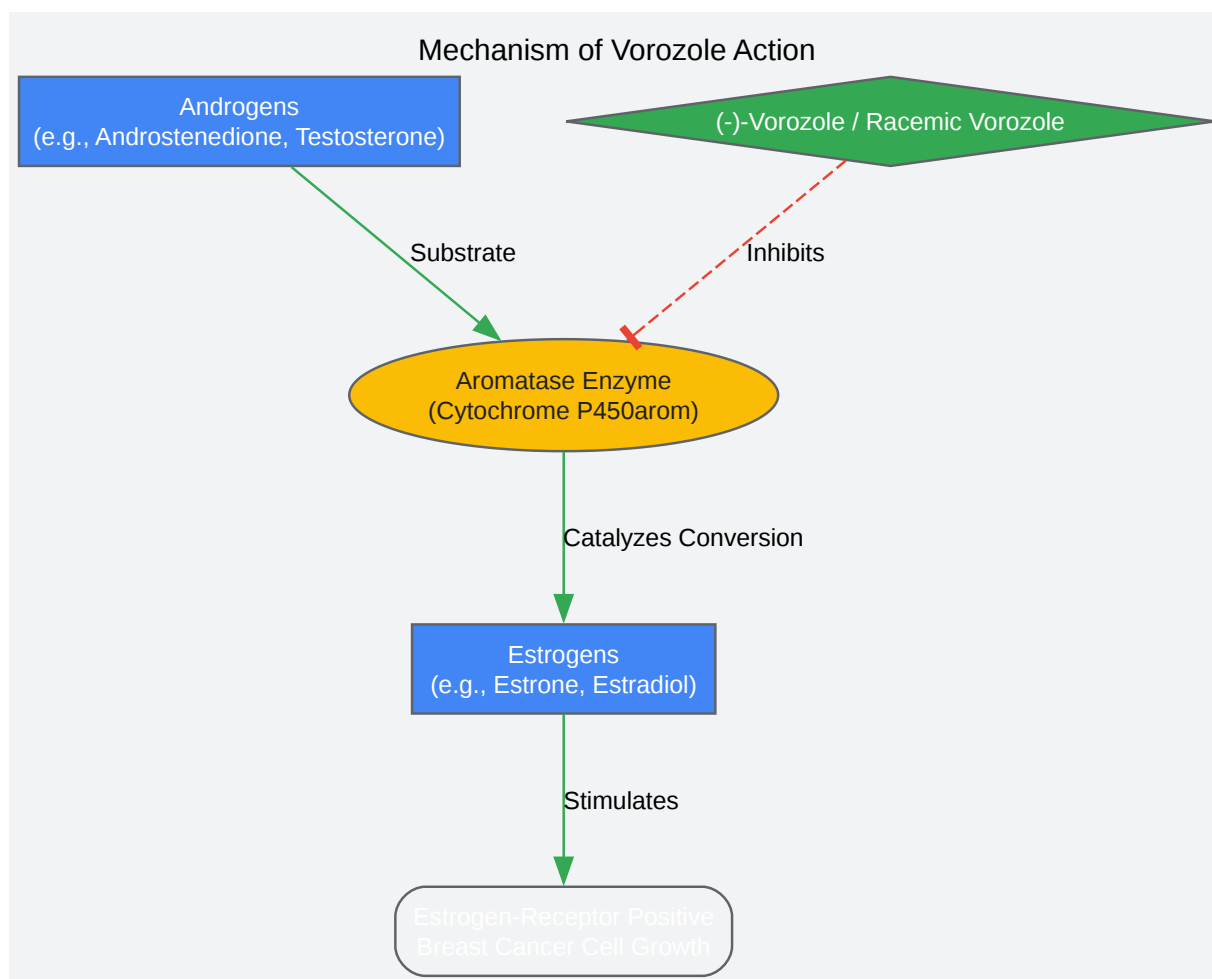 Mechanism of Vorozole Action
Androgens
(e.g., Androstenedione, Testosterone)
(-)-Vorozole / Racemic Vorozole
Substrate
Inhibits
Aromatase Enzyme
(Cytochrome P450arom)
Catalyzes Conversion
Estrogens
(e.g., Estrone, Estradiol)
Stimulates
Estrogen-Receptor Positive
Breast Cancer Cell Growth